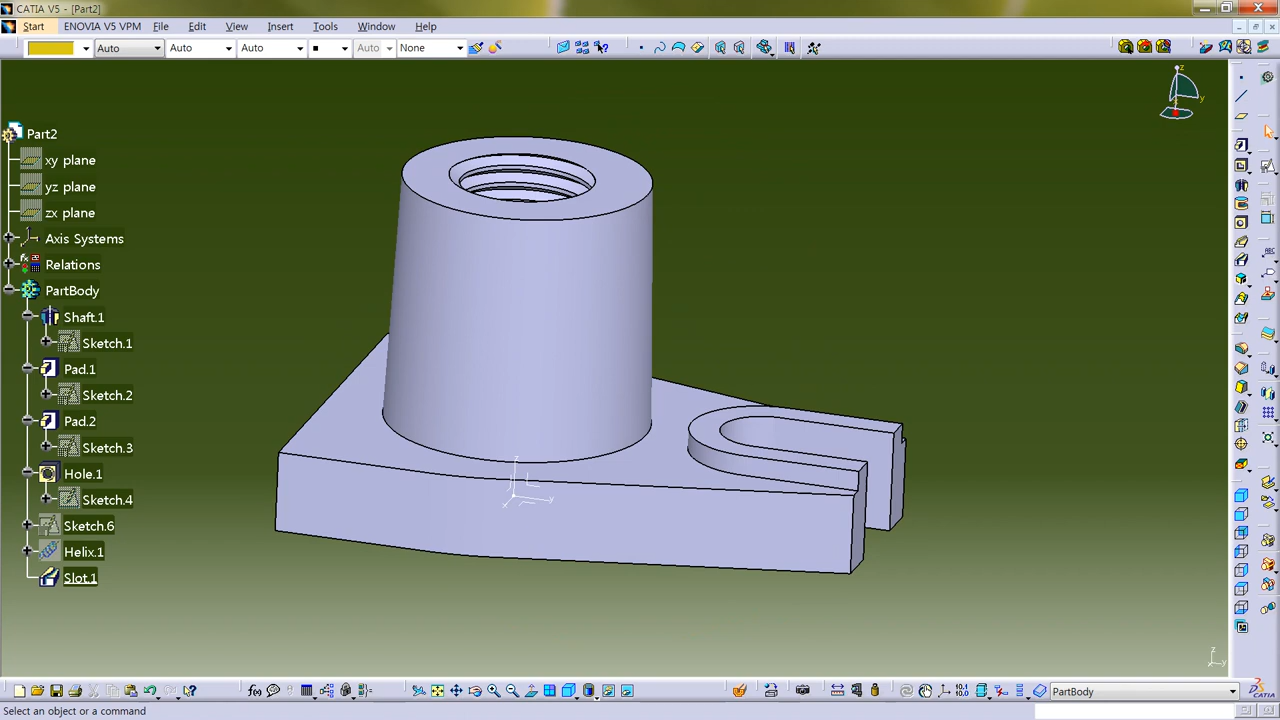 CATIA V5 - [Part2]
Start ENOVIA V5 VPM File Edit View Insert Tools Window Help
Auto Auto Auto Auto None
Part2
xy plane
yz plane
zx plane
Axis Systems
Relations
PartBody
Shaft.1
Sketch.1
Pad.1
Sketch.2
Pad.2
Sketch.3
Hole.1
Sketch.4
Sketch.6
Helix.1
Slot.1
z
y
x
z
y
x
z
y
PartBody
CATIA
Select an object or a command